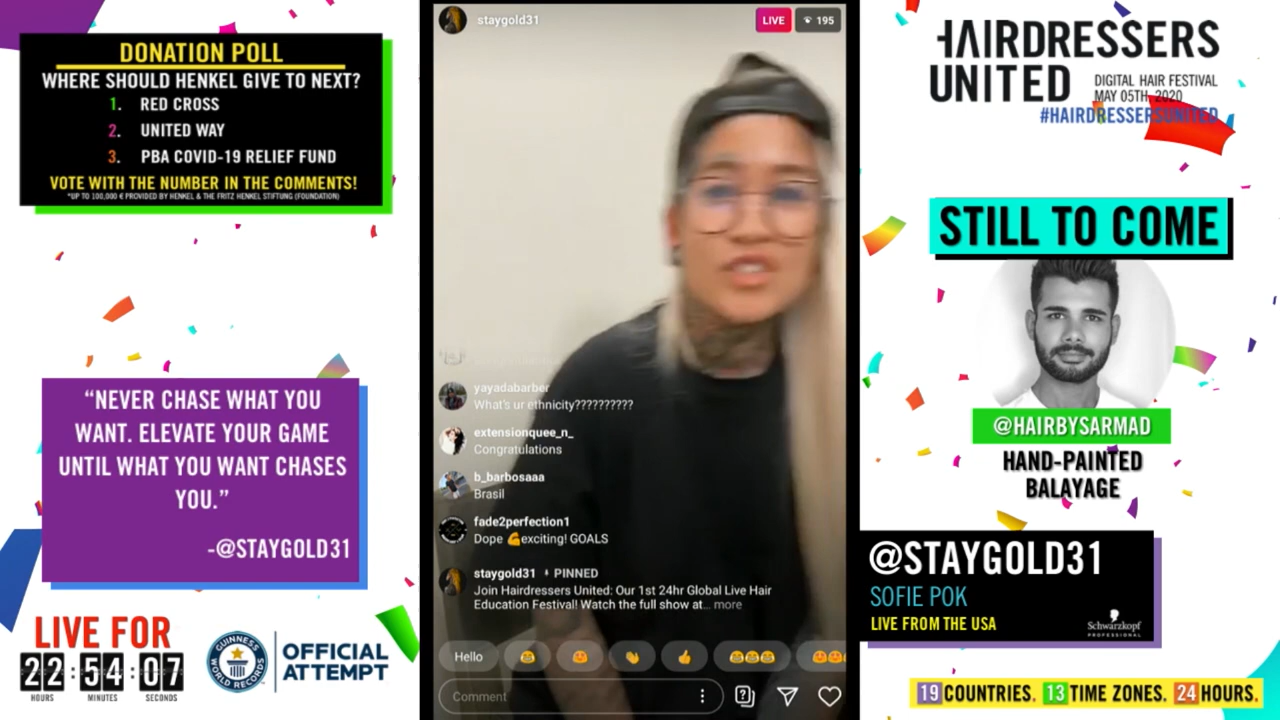 DONATION POLL
WHERE SHOULD HENKEL GIVE TO NEXT?
1. RED CROSS
2. UNITED WAY
3. PBA COVID-19 RELIEF FUND
VOTE WITH THE NUMBER IN THE COMMENTS!
*UP TO 100,000 € PROVIDED BY HENKEL & THE FRITZ HENKEL STIFTUNG (FOUNDATION)
“NEVER CHASE WHAT YOU
WANT. ELEVATE YOUR GAME
UNTIL WHAT YOU WANT CHASES
YOU.”
-@STAYGOLD31
LIVE FOR
22:54:07
HOURS MINUTES SECONDS
GUINNESS WORLD RECORDS
OFFICIAL
ATTEMPT
staygold31
LIVE
195
yayadabarber
What's ur ethnicity??????????
extensionquee_n_
Congratulations
b_barbosaaa
Brasil
fade2perfection1
Dope 💪exciting! GOALS
staygold31 PINNED
Join Hairdressers United: Our 1st 24hr Global Live Hair
Education Festival! Watch the full show at... more
Hello
Comment
HAIRDRESSERS
UNITED
DIGITAL HAIR FESTIVAL
MAY 05TH, 2020
#HAIRDRESSERSUNITED
STILL TO COME
@HAIRBYSARMAD
HAND-PAINTED
BALAYAGE
@STAYGOLD31
SOFIE POK
LIVE FROM THE USA
Schwarzkopf
PROFESSIONAL
19 COUNTRIES. 13 TIME ZONES. 24 HOURS.